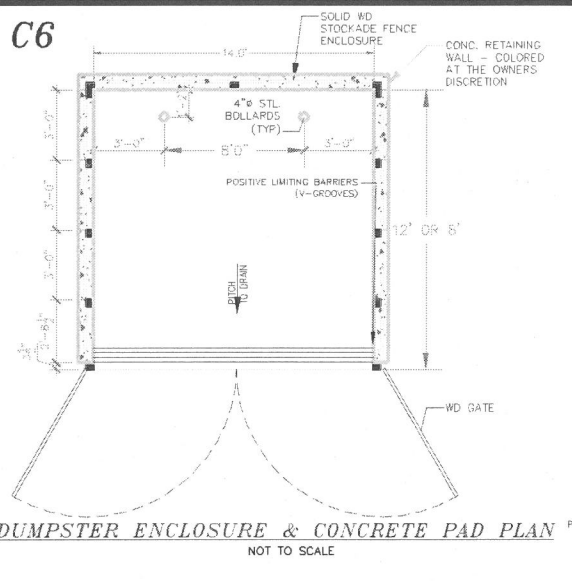 C6
SOLID WD
STOCKADE FENCE
ENCLOSURE
14.0'
CONC. RETAINING
WALL - COLORED
AT THE OWNERS
DISCRETION
4"ø STL.
BOLLARDS
(TYP.)
3'-0"
8'0"
3'-0"
3'-0"
3'-0"
3'-0"
POSITIVE LIMITING BARRIERS
(V-GROOVES)
12' OR 8'
PITCH
TO DRAIN
WD GATE
DUMPSTER ENCLOSURE & CONCRETE PAD PLAN
NOT TO SCALE